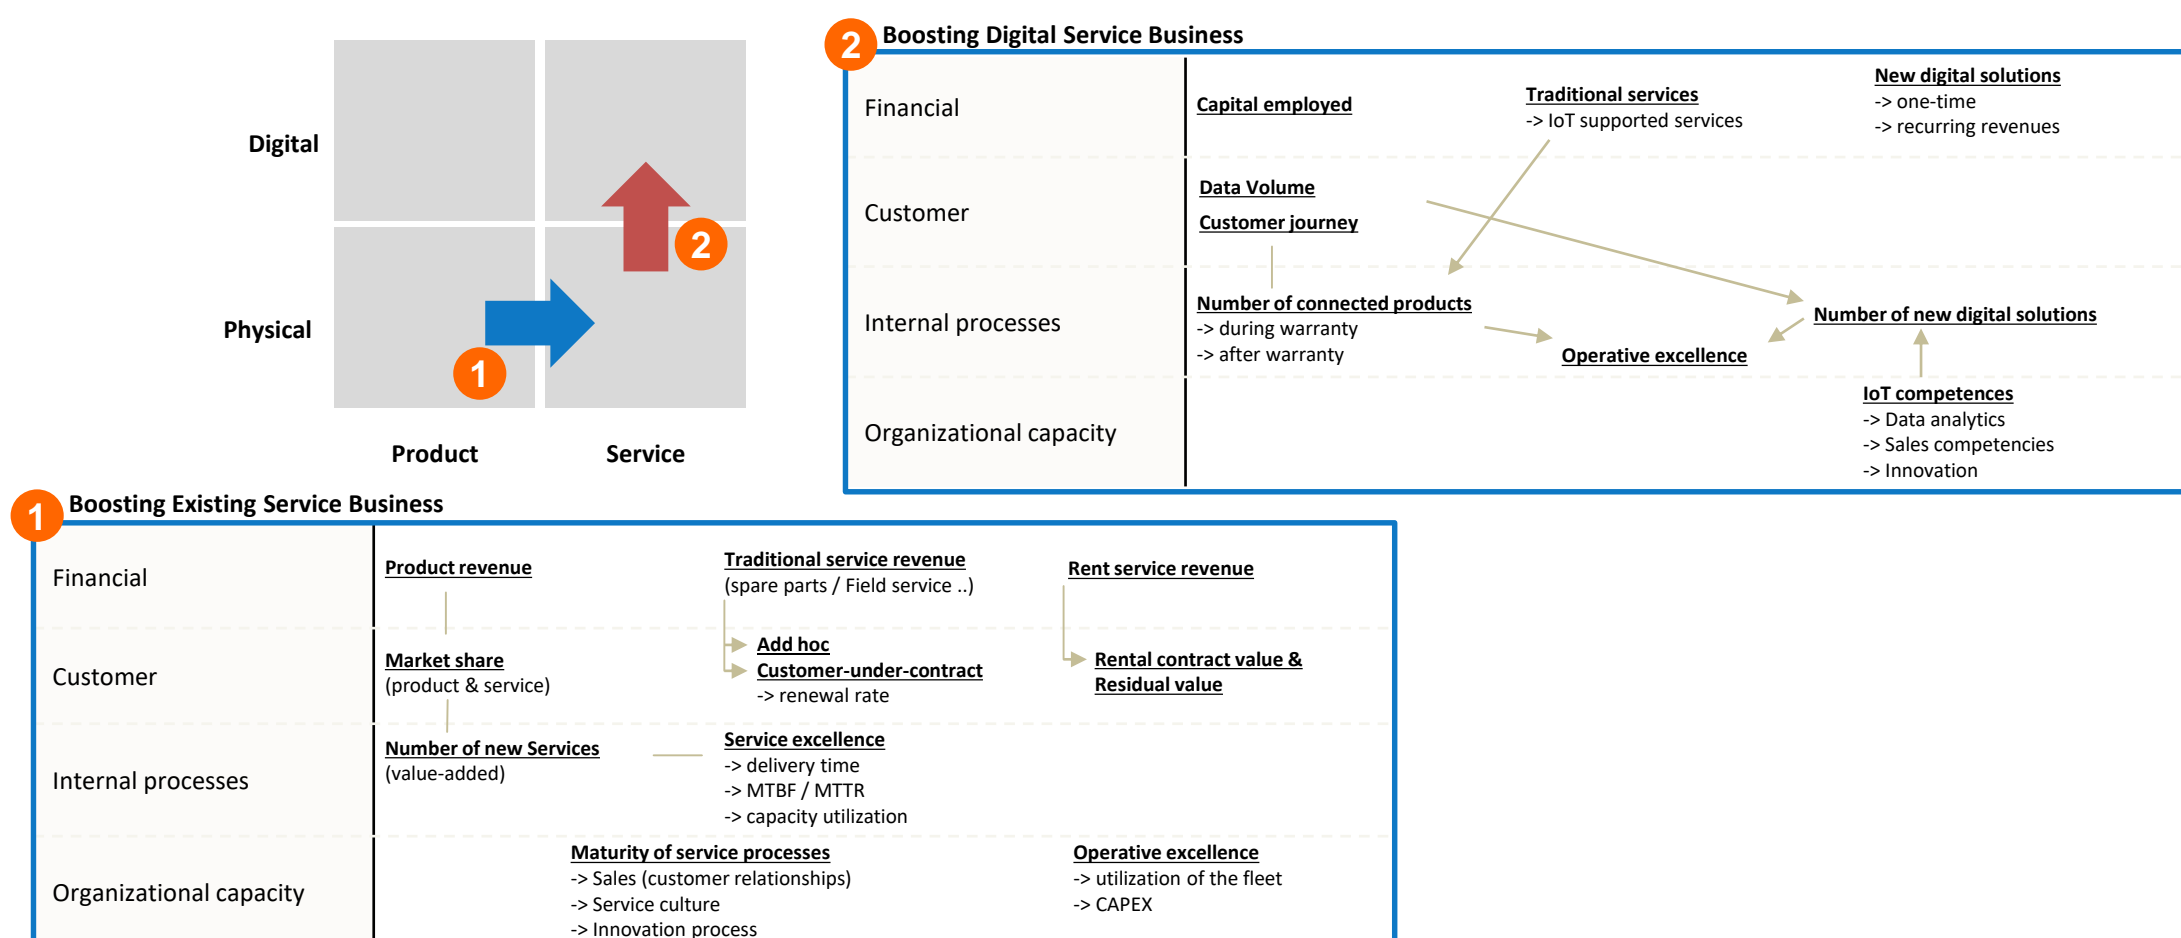 Digital
Physical
Product
Service
1
2
2
Boosting Digital Service Business
Financial
Capital employed
Traditional services
-> IoT supported services
New digital solutions
-> one-time
-> recurring revenues
Customer
Data Volume
Customer journey
Internal processes
Number of connected products
-> during warranty
-> after warranty
Operative excellence
Number of new digital solutions
Organizational capacity
IoT competences
-> Data analytics
-> Sales competencies
-> Innovation
1
Boosting Existing Service Business
Financial
Product revenue
Traditional service revenue
(spare parts / Field service ..)
Rent service revenue
Customer
Market share
(product & service)
Add hoc
Customer-under-contract
-> renewal rate
Rental contract value &
Residual value
Internal processes
Number of new Services
(value-added)
Service excellence
-> delivery time
-> MTBF / MTTR
-> capacity utilization
Organizational capacity
Maturity of service processes
-> Sales (customer relationships)
-> Service culture
-> Innovation process
Operative excellence
-> utilization of the fleet
-> CAPEX